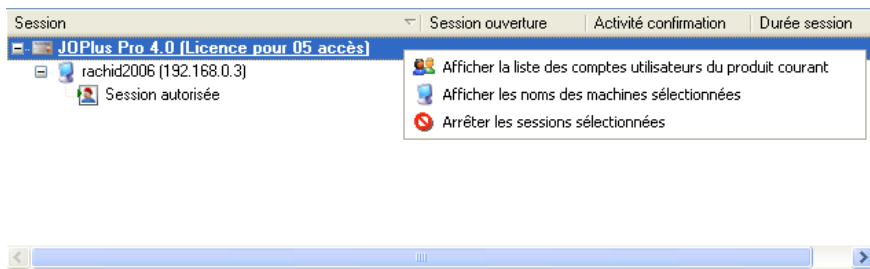 Session Session ouverture Activité confirmation Durée session
JOPlus Pro 4.0 (Licence pour 05 accès)
rachid2006 (192.168.0.3)
Session autorisée
Afficher la liste des comptes utilisateurs du produit courant
Afficher les noms des machines sélectionnées
Arrêter les sessions sélectionnées